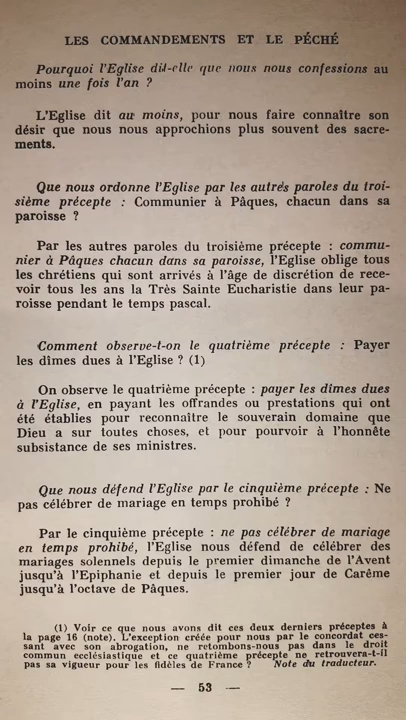 LES COMMANDEMENTS ET LE PÉCHÉ
Pourquoi l'Eglise dit-elle que nous nous confessions au
moins une fois l'an ?
L'Eglise dit au moins, pour nous faire connaître son
désir que nous nous approchions plus souvent des sacre-
ments.
Que nous ordonne l'Eglise par les autres paroles du troi-
sième précepte : Communier à Pâques, chacun dans sa
paroisse ?
Par les autres paroles du troisième précepte : commu-
nier à Pâques chacun dans sa paroisse, l'Eglise oblige tous
les chrétiens qui sont arrivés à l'âge de discrétion de rece-
voir tous les ans la Très Sainte Eucharistie dans leur pa-
roisse pendant le temps pascal.
Comment observe-t-on le quatrième précepte : Payer
les dîmes dues à l'Eglise ? (1)
On observe le quatrième précepte : payer les dîmes dues
à l'Eglise, en payant les offrandes ou prestations qui ont
été établies pour reconnaître le souverain domaine que
Dieu a sur toutes choses, et pour pourvoir à l'honnête
subsistance de ses ministres.
Que nous défend l'Eglise par le cinquième précepte : Ne
pas célébrer de mariage en temps prohibé ?
Par le cinquième précepte : ne pas célébrer de mariage
en temps prohibé, l'Eglise nous défend de célébrer des
mariages solennels depuis le premier dimanche de l'Avent
jusqu'à l'Epiphanie et depuis le premier jour de Carême
jusqu'à l'octave de Pâques.
(1) Voir ce que nous avons dit ces deux derniers préceptes à
la page 16 (note). L'exception créée pour nous par le concordat ces-
sant avec son abrogation, ne retombons-nous pas dans le droit
commun ecclésiastique et ce quatrième précepte ne retrouvera-t-il
pas sa vigueur pour les fidèles de France ? Note du traducteur.
— 53 —